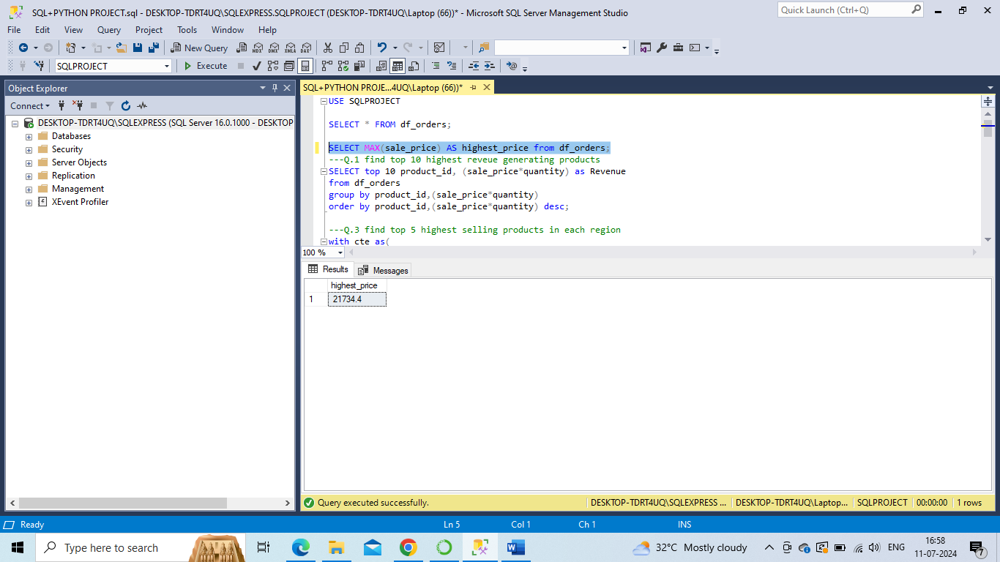 SQL+PYTHON PROJECT.sql - DESKTOP-TDRT4UQ\SQLEXPRESS.SQLPROJECT (DESKTOP-TDRT4UQ\Laptop (66))* - Microsoft SQL Server Management Studio
Quick Launch (Ctrl+Q)
File Edit View Query Project Tools Window Help
New Query MDX DMX XMLA DAX
SQLPROJECT Execute
Object Explorer
SQL+PYTHON PROJE...4UQ\Laptop (66))*
Connect
DESKTOP-TDRT4UQ\SQLEXPRESS (SQL Server 16.0.1000 - DESKTOP
Databases
Security
Server Objects
Replication
Management
XEvent Profiler
USE SQLPROJECT
SELECT * FROM df_orders;
SELECT MAX(sale_price) AS highest_price from df_orders;
---Q.1 find top 10 highest reveue generating products
SELECT top 10 product_id, (sale_price*quantity) as Revenue
from df_orders
group by product_id,(sale_price*quantity)
order by product_id,(sale_price*quantity) desc;
---Q.3 find top 5 highest selling products in each region
with cte as(
100 %
Results Messages
highest_price
1 21734.4
Query executed successfully. DESKTOP-TDRT4UQ\SQLEXPRESS ... DESKTOP-TDRT4UQ\Laptop... SQLPROJECT 00:00:00 1 rows
Ready Ln 5 Col 1 Ch 1 INS
Type here to search 32°C Mostly cloudy ENG 16:58
11-07-2024 7